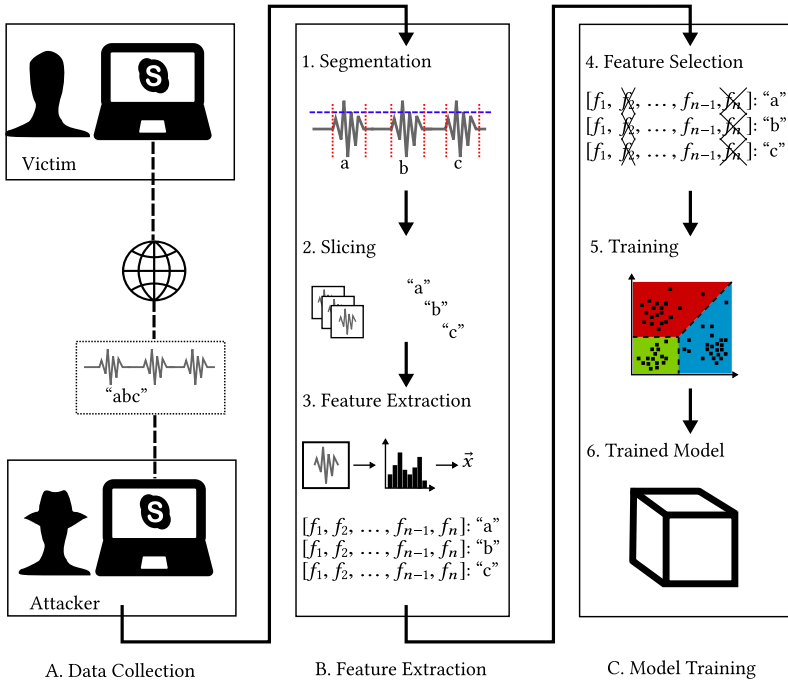 S
Victim
“abc”
S
Attacker
A. Data Collection
1. Segmentation
a b c
2. Slicing
“a”
“b”
“c”
3. Feature Extraction
x⃗
[f₁, f₂, . . . , fₙ₋₁, fₙ]: “a”
[f₁, f₂, . . . , fₙ₋₁, fₙ]: “b”
[f₁, f₂, . . . , fₙ₋₁, fₙ]: “c”
B. Feature Extraction
4. Feature Selection
[f₁, f₂, . . . , fₙ₋₁, fₙ]: “a”
[f₁, f₂, . . . , fₙ₋₁, fₙ]: “b”
[f₁, f₂, . . . , fₙ₋₁, fₙ]: “c”
5. Training
6. Trained Model
C. Model Training